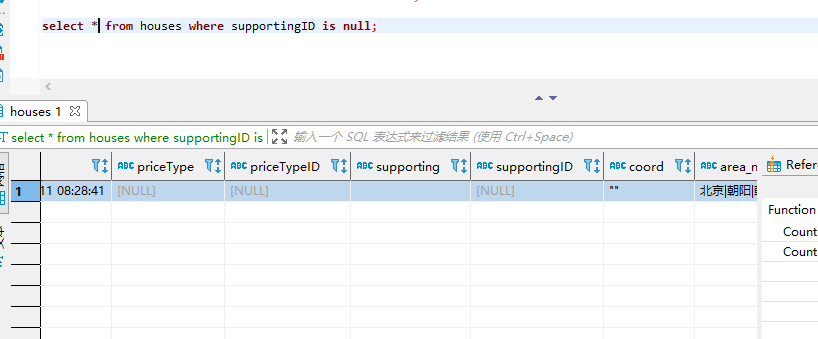 select * from houses where supportingID is null;
houses 1
select * from houses where supportingID is
输入一个 SQL 表达式来过滤结果 (使用 Ctrl+Space)
priceType priceTypeID supporting supportingID coord area_n Refer
1 11 08:28:41 [NULL] [NULL] [NULL] "" 北京|朝阳|
Function
Count
Count